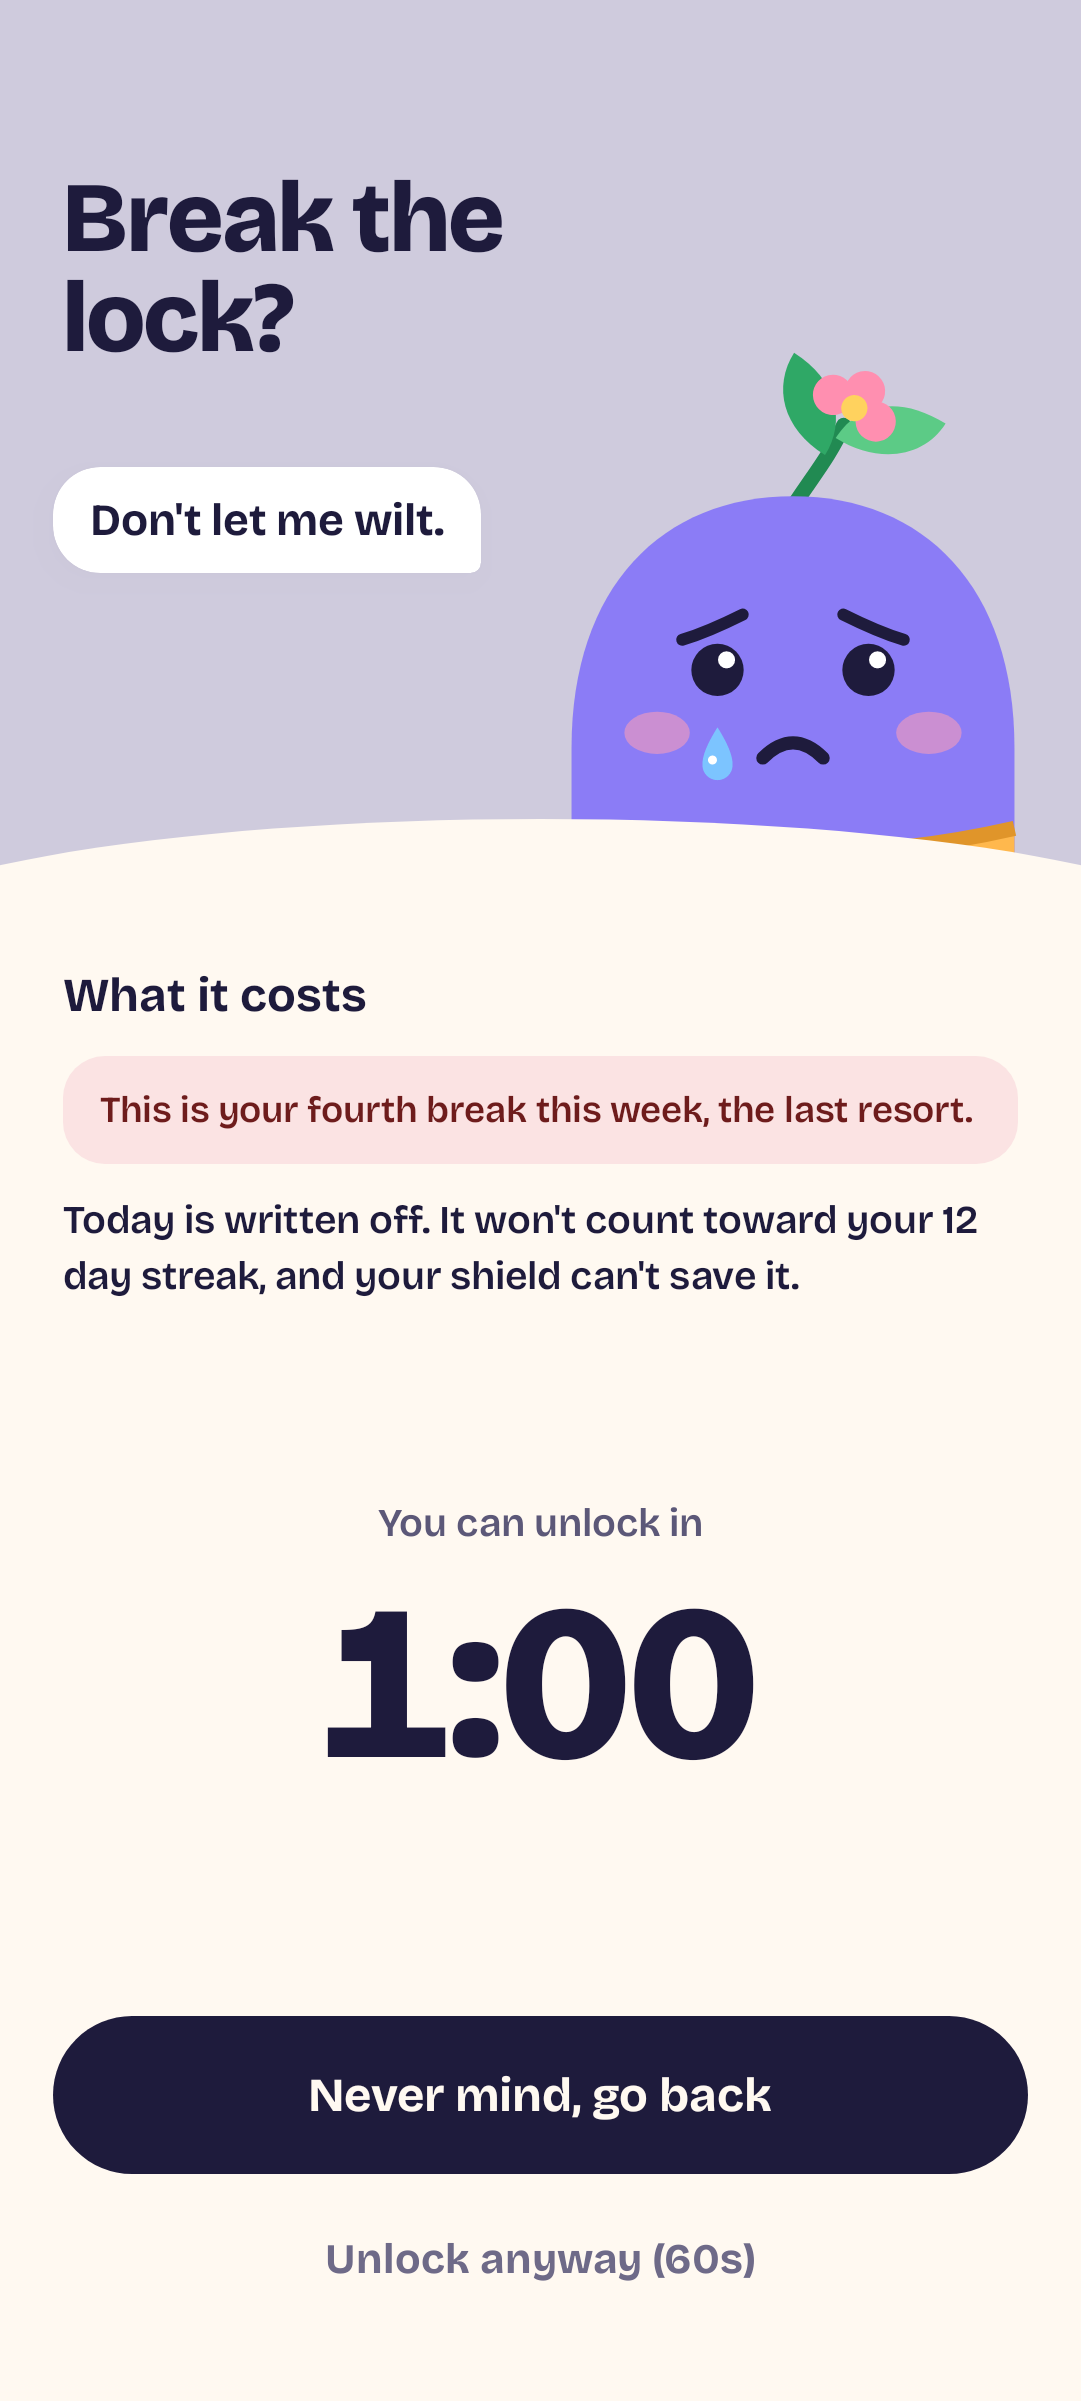 Break the
lock?
Don't let me wilt.
What it costs
This is your fourth break this week, the last resort.
Today is written off. It won't count toward your 12
day streak, and your shield can't save it.
You can unlock in
1:00
Never mind, go back
Unlock anyway (60s)